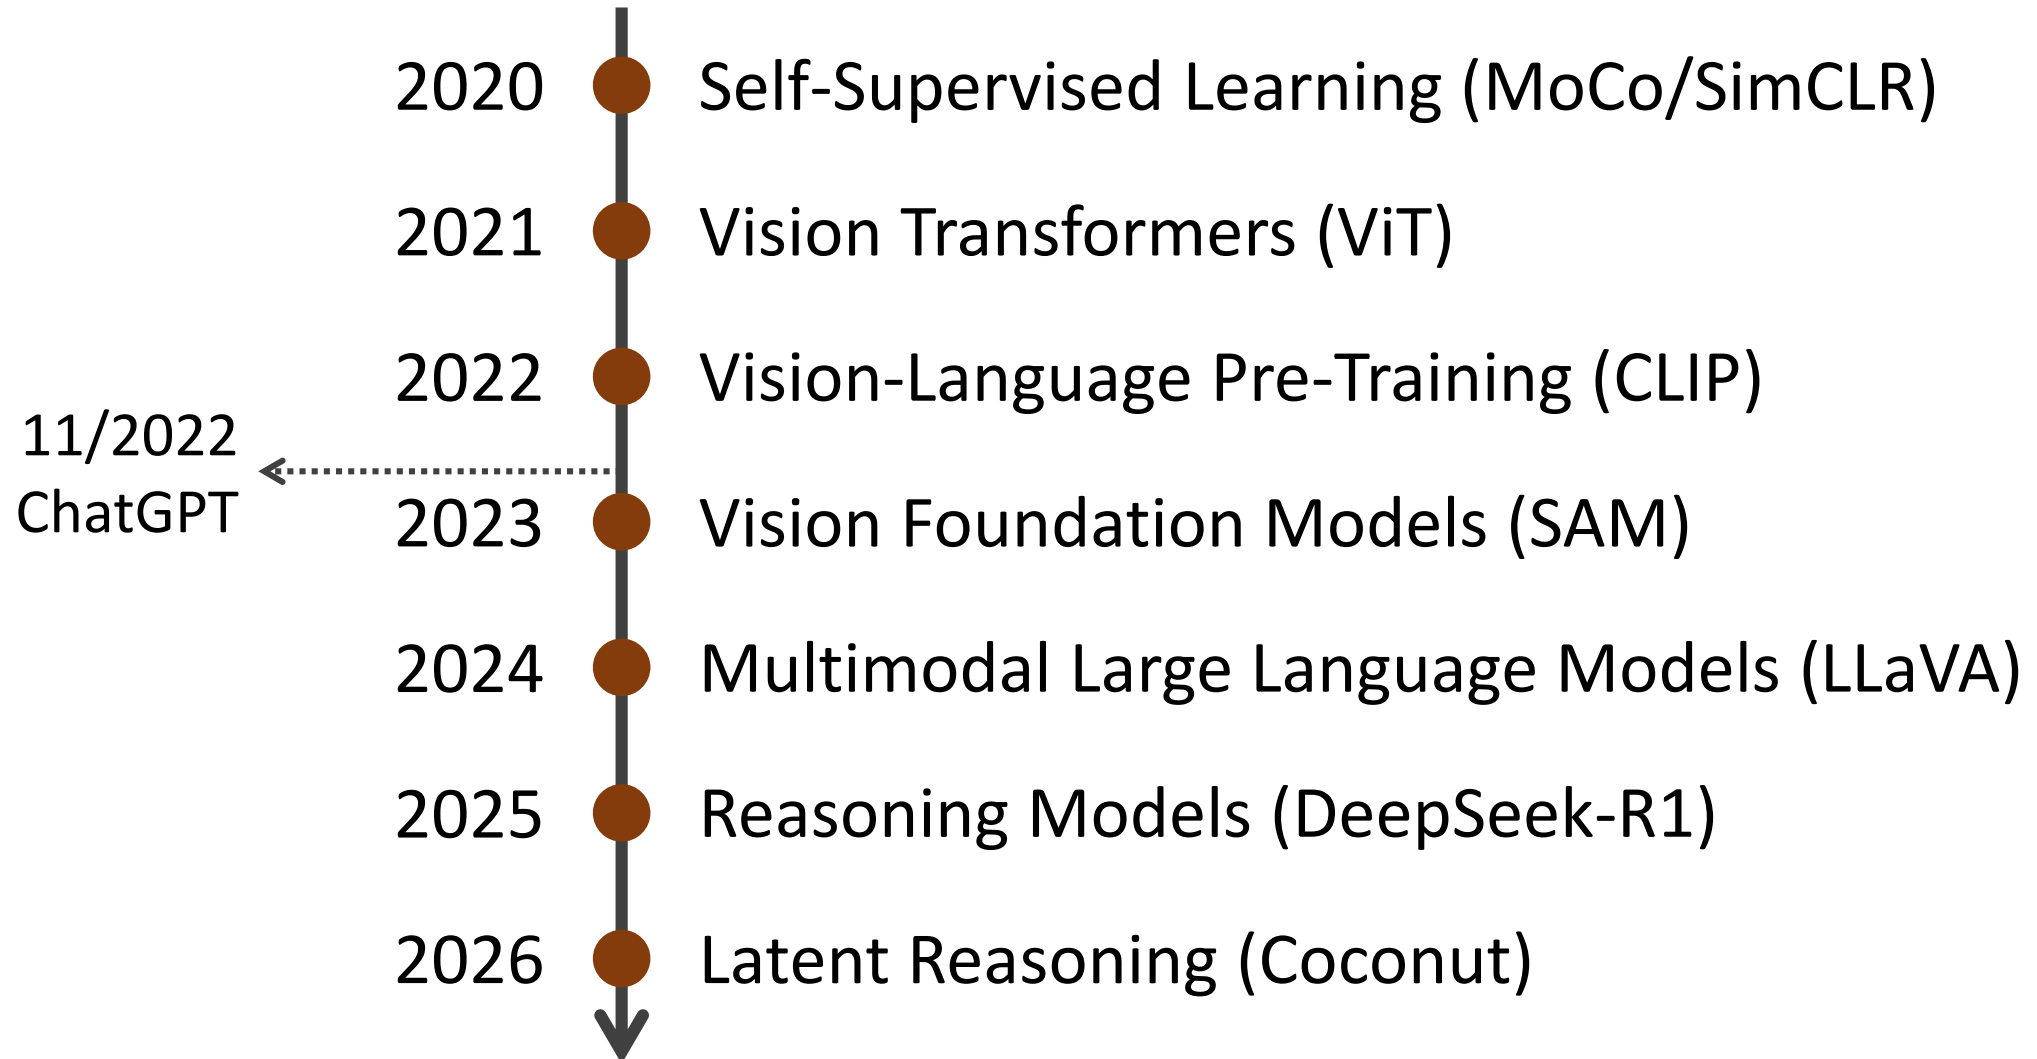 2020 Self-Supervised Learning (MoCo/SimCLR)
2021 Vision Transformers (ViT)
2022 Vision-Language Pre-Training (CLIP)
11/2022
ChatGPT
2023 Vision Foundation Models (SAM)
2024 Multimodal Large Language Models (LLaVA)
2025 Reasoning Models (DeepSeek-R1)
2026 Latent Reasoning (Coconut)